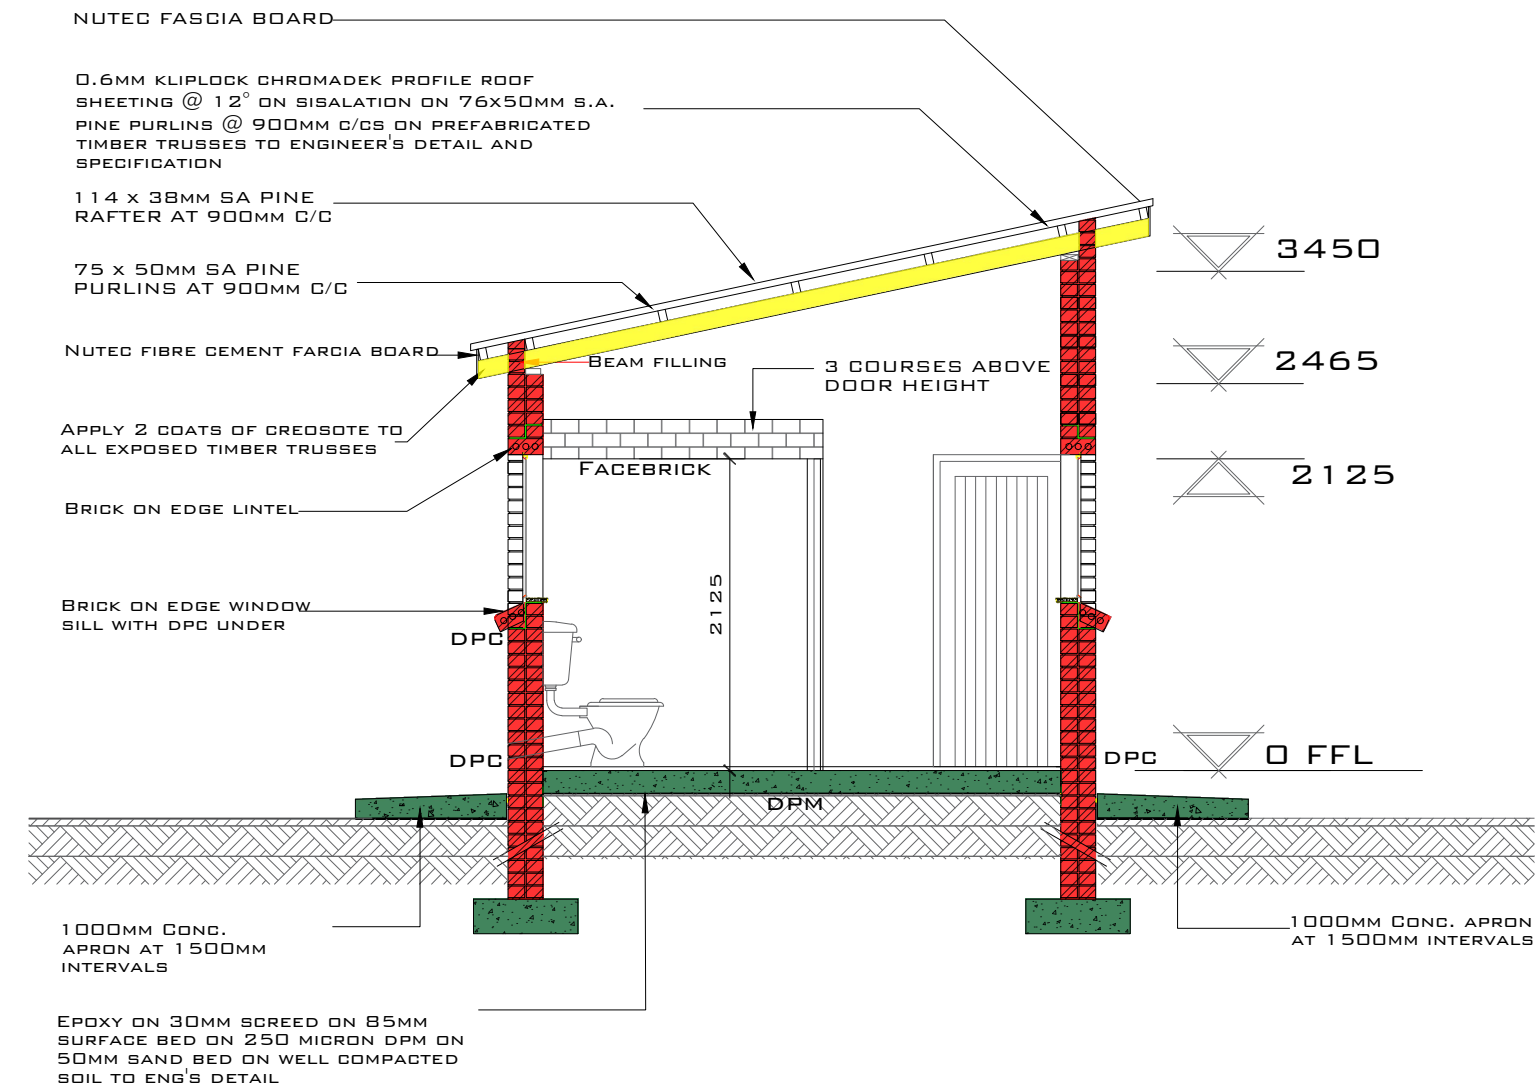 NUTEC FASCIA BOARD
0.6MM KLIPLOCK CHROMADEK PROFILE ROOF
SHEETING @ 12° ON SISALATION ON 76X50MM S.A.
PINE PURLINS @ 900MM C/CS ON PREFABRICATED
TIMBER TRUSSES TO ENGINEER'S DETAIL AND
SPECIFICATION
114 X 38MM SA PINE
RAFTER AT 900MM C/C
75 X 50MM SA PINE
PURLINS AT 900MM C/C
NUTEC FIBRE CEMENT FARCIA BOARD
BEAM FILLING
3 COURSES ABOVE
DOOR HEIGHT
APPLY 2 COATS OF CREOSOTE TO
ALL EXPOSED TIMBER TRUSSES
FACEBRICK
BRICK ON EDGE LINTEL
BRICK ON EDGE WINDOW
SILL WITH DPC UNDER
DPC
2125
DPC
DPM
DPC
3450
2465
2125
0 FFL
1000MM CONC.
APRON AT 1500MM
INTERVALS
1000MM CONC. APRON
AT 1500MM INTERVALS
EPOXY ON 30MM SCREED ON 85MM
SURFACE BED ON 250 MICRON DPM ON
50MM SAND BED ON WELL COMPACTED
SOIL TO ENG'S DETAIL